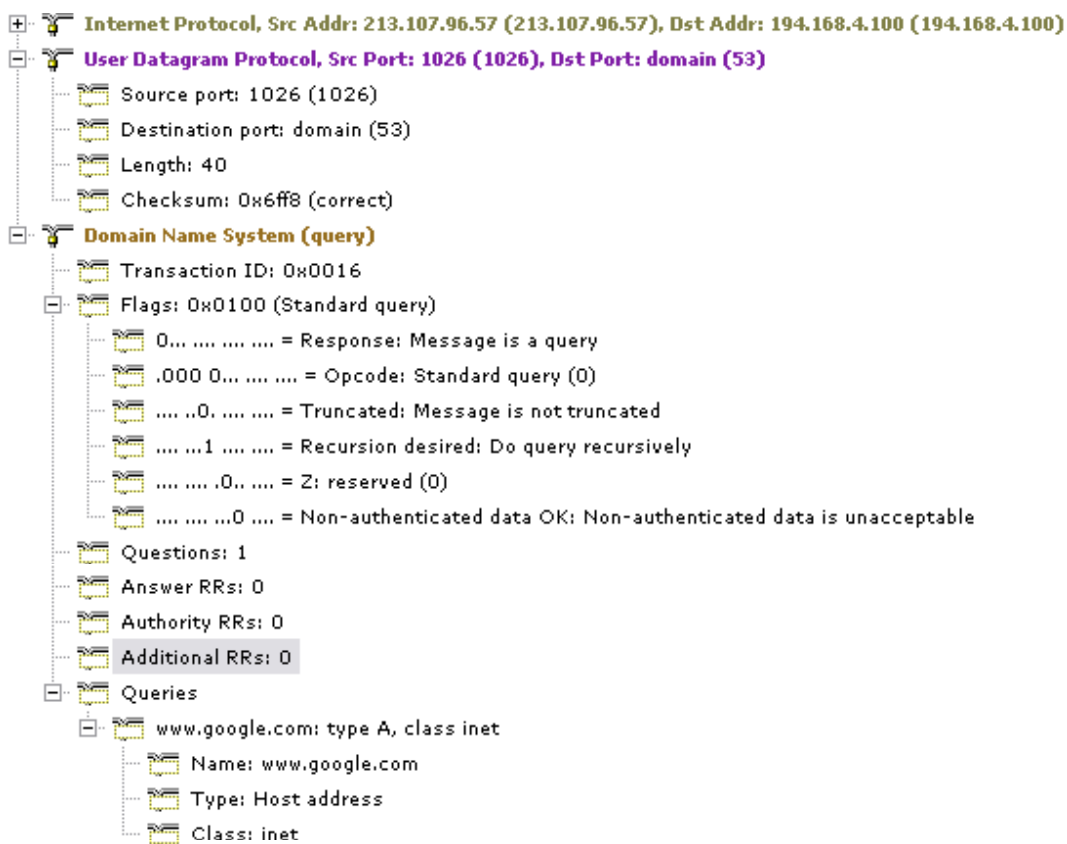 Internet Protocol, Src Addr: 213.107.96.57 (213.107.96.57), Dst Addr: 194.168.4.100 (194.168.4.100)
User Datagram Protocol, Src Port: 1026 (1026), Dst Port: domain (53)
Source port: 1026 (1026)
Destination port: domain (53)
Length: 40
Checksum: 0x6ff8 (correct)
Domain Name System (query)
Transaction ID: 0x0016
Flags: 0x0100 (Standard query)
0... .... .... .... = Response: Message is a query
.000 0... .... .... = Opcode: Standard query (0)
.... ..0. .... .... = Truncated: Message is not truncated
.... ...1 .... .... = Recursion desired: Do query recursively
.... .... .0.. .... = Z: reserved (0)
.... .... ...0 .... = Non-authenticated data OK: Non-authenticated data is unacceptable
Questions: 1
Answer RRs: 0
Authority RRs: 0
Additional RRs: 0
Queries
www.google.com: type A, class inet
Name: www.google.com
Type: Host address
Class: inet